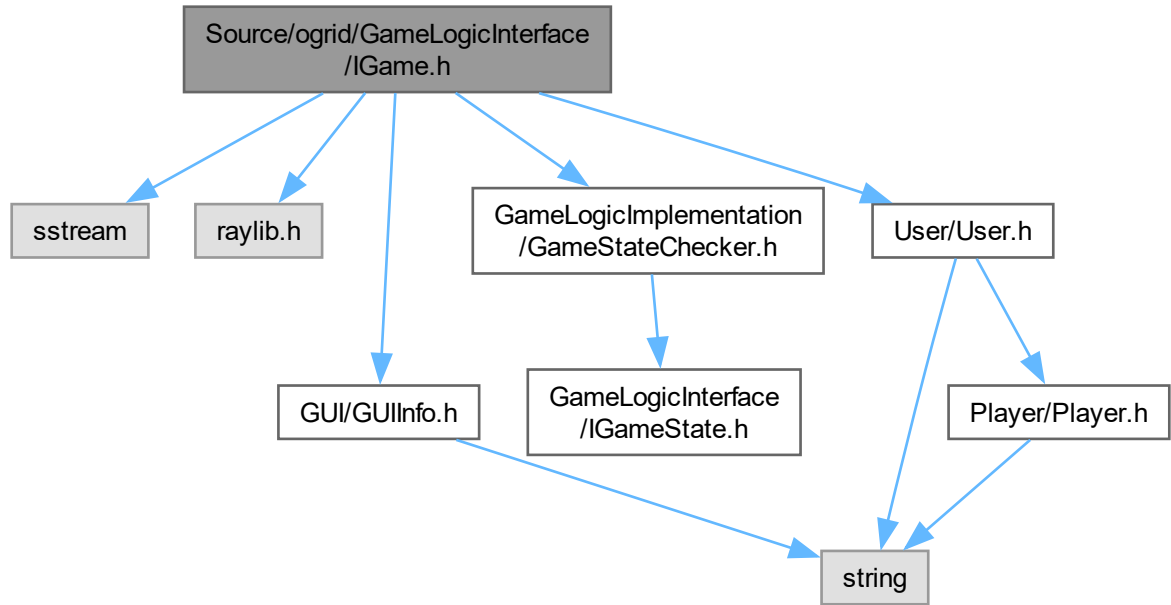 Source/ogrid/GameLogicInterface
/IGame.h
sstream
raylib.h
GameLogicImplementation
/GameStateChecker.h
User/User.h
GUI/GUIInfo.h
GameLogicInterface
/IGameState.h
Player/Player.h
string